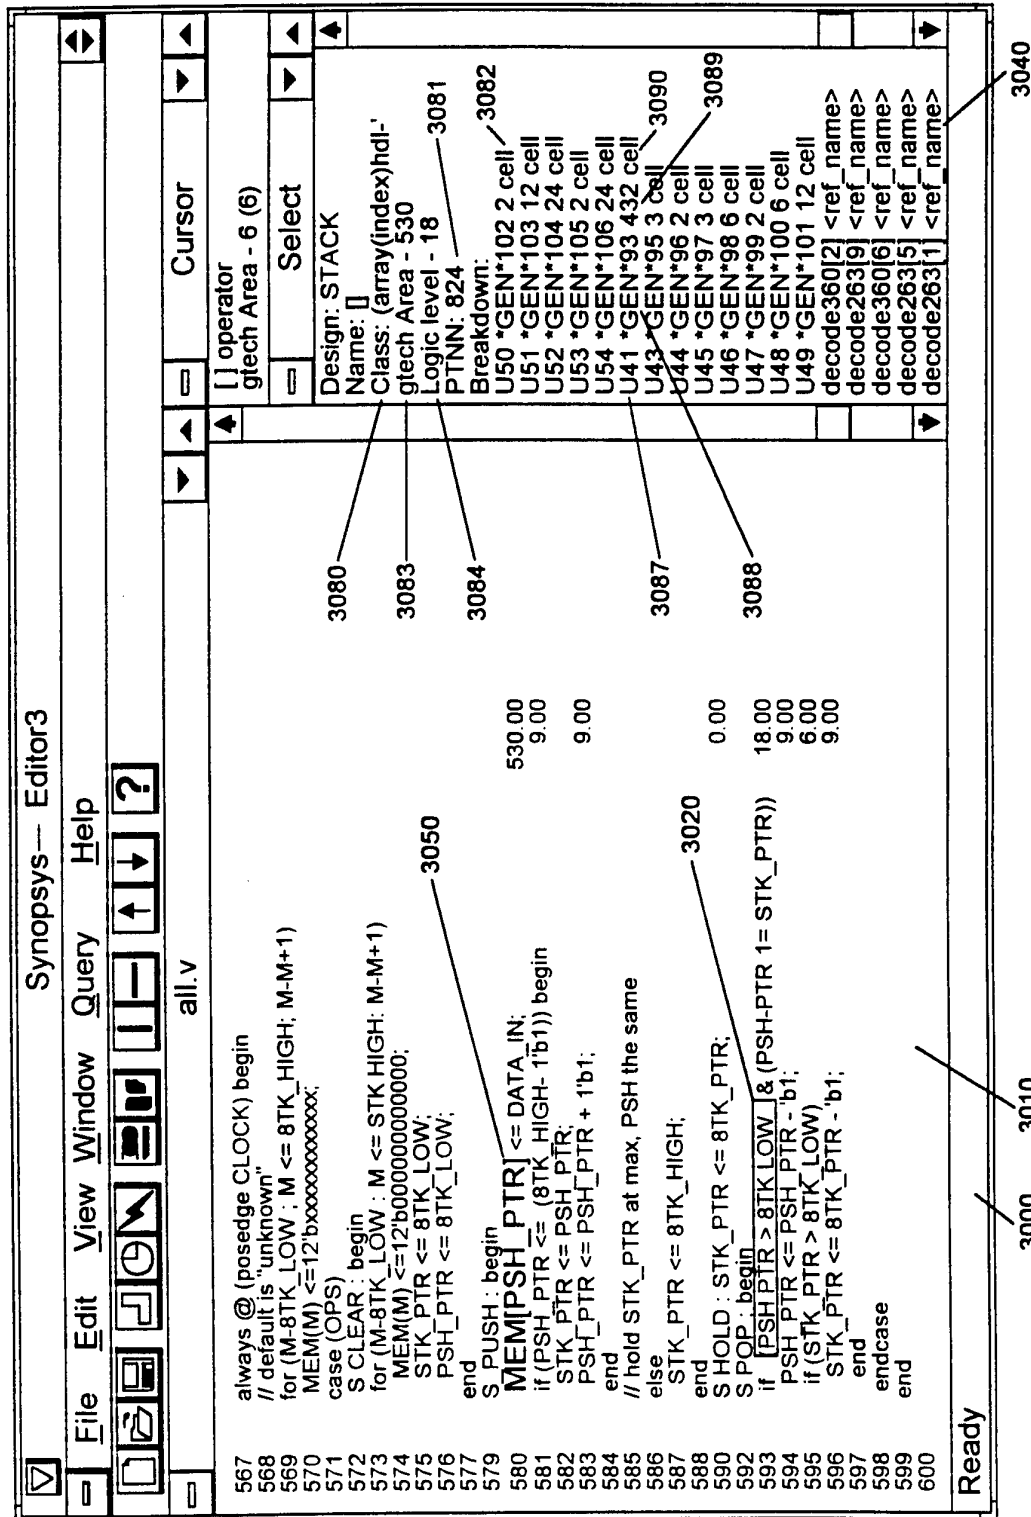 Synopsys— Editor3
File Edit View Window Query Help
?
all.v
567 always @ (posedge CLOCK) begin
568 // default is "unknown"
569 for (M-8TK_LOW ; M <= 8TK_HIGH; M-M+1)
570 MEM(M) <=12'bxxxxxxxxxxxx;
571 case (OPS)
572 S CLEAR : begin
573 for (M-8TK_LOW ; M <= STK HIGH: M-M+1)
574 MEM(M) <=12'b000000000000;
575 STK_PTR <= 8TK_LOW;
576 PSH_PTR <= 8TK_LOW;
577 end
579 S_PUSH : begin
580 MEM[PSH_PTR] <= DATA_IN; 530.00
581 if (PSH_PTR <= (8TK_HIGH- 1'b1)) begin 9.00
582 STK_PTR <= PSH_PTR;
583 PSH_PTR <= PSH_PTR + 1'b1; 9.00
584 end
585 // hold STK_PTR at max, PSH the same
586 else
587 STK_PTR <= 8TK_HIGH;
588 end
590 S HOLD : STK_PTR <= 8TK_PTR; 0.00
592 S POP : begin
593 if [PSH PTR > 8TK LOW ] & (PSH-PTR 1= STK_PTR)) 18.00
594 PSH_PTR <= PSH_PTR - 'b1; 9.00
595 if (STK_PTR > 8TK_LOW) 6.00
596 STK_PTR <= 8TK_PTR - 'b1; 9.00
597 end
598 endcase
599 end
600
Ready
Cursor
[ ] operator
gtech Area - 6 (6)
Select
Design: STACK
Name: []
Class: (array(index)hdl-'
gtech Area - 530
Logic level - 18
PTNN: 824
Breakdown:
U50 *GEN*102 2 cell
U51 *GEN*103 12 cell
U52 *GEN*104 24 cell
U53 *GEN*105 2 cell
U54 *GEN*106 24 cell
U41 *GEN*93 432 cell
U43 *GEN*95 3 cell
U44 *GEN*96 2 cell
U45 *GEN*97 3 cell
U46 *GEN*98 6 cell
U47 *GEN*99 2 cell
U48 *GEN*100 6 cell
U49 *GEN*101 12 cell
decode360[2] <ref_name>
decode263[9] <ref_name>
decode360[6] <ref_name>
decode263[5] <ref_name>
decode263[1] <ref_name>
3050
3020
3080
3083
3084
3087
3088
3081
3082
3090
3089
3040
3010
3000